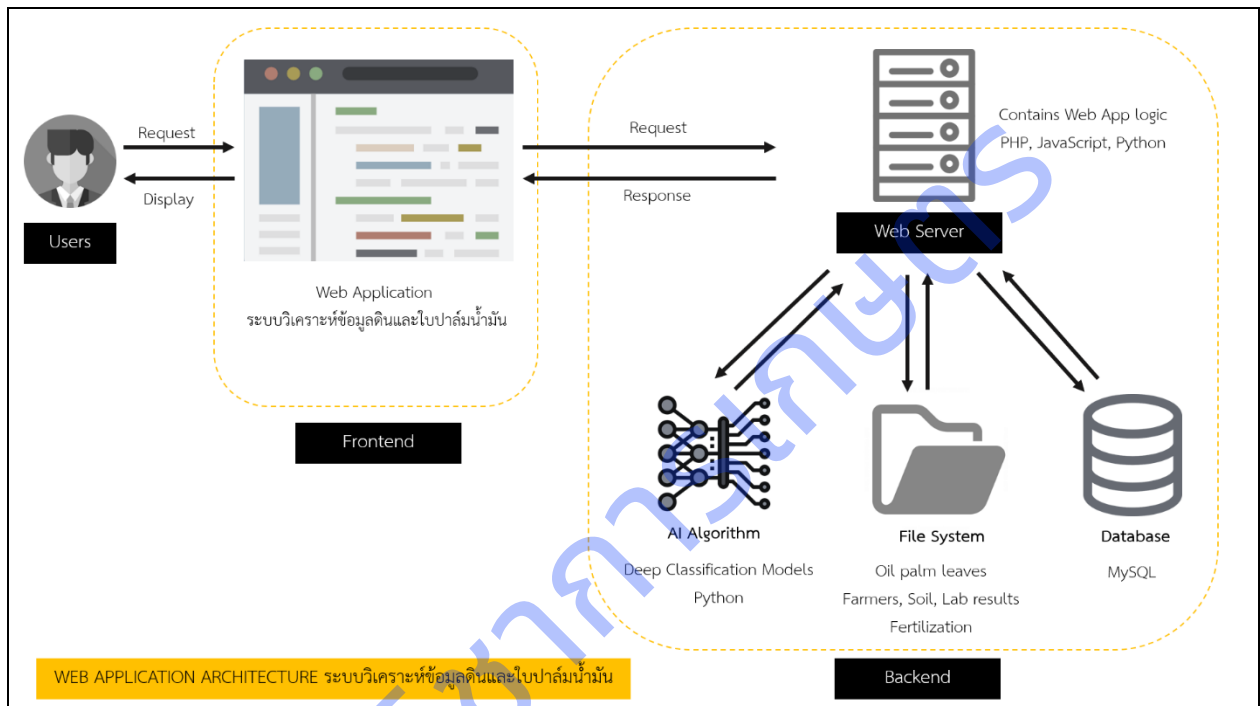 Request
Display
Users
Web Application
ระบบวิเคราะห์ข้อมูลดินและใบปาล์มน้ำมัน
Frontend
Request
Response
Contains Web App logic
PHP, JavaScript, Python
Web Server
AI Algorithm
Deep Classification Models
Python
File System
Oil palm leaves
Farmers, Soil, Lab results
Fertilization
Database
MySQL
Backend
WEB APPLICATION ARCHITECTURE ระบบวิเคราะห์ข้อมูลดินและใบปาล์มน้ำมัน